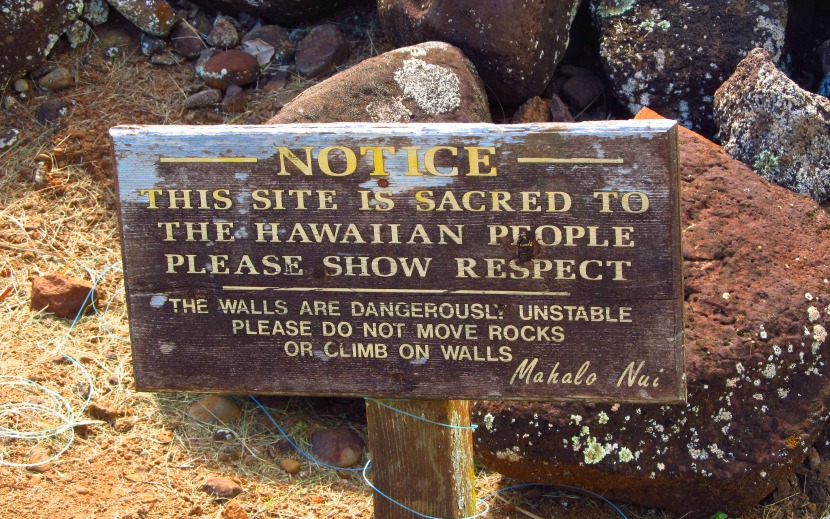 NOTICE
THIS SITE IS SACRED TO
THE HAWAIIAN PEOPLE
PLEASE SHOW RESPECT
THE WALLS ARE DANGEROUSLY UNSTABLE
PLEASE DO NOT MOVE ROCKS
OR CLIMB ON WALLS
Mahalo Nui